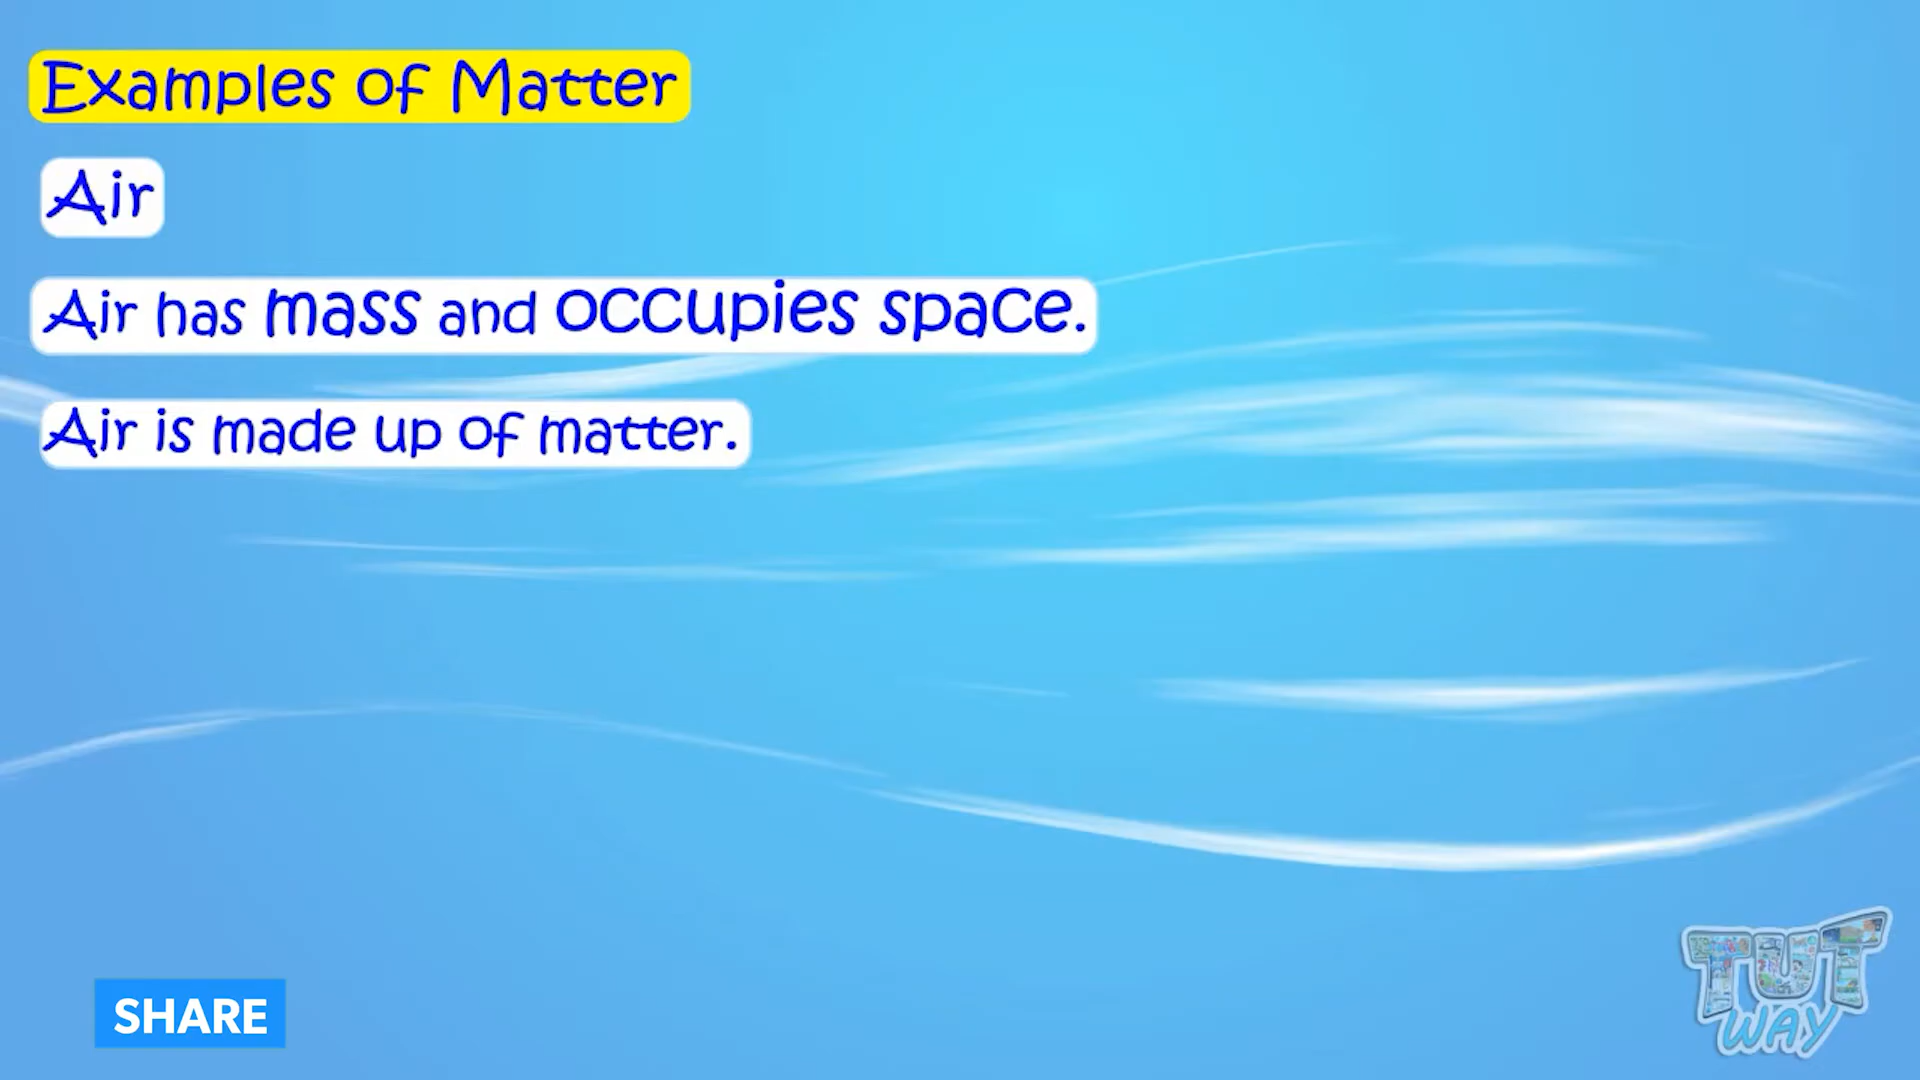 Examples of Matter
Air
Air has mass and occupies space.
Air is made up of matter.
SHARE
TUT
WAY